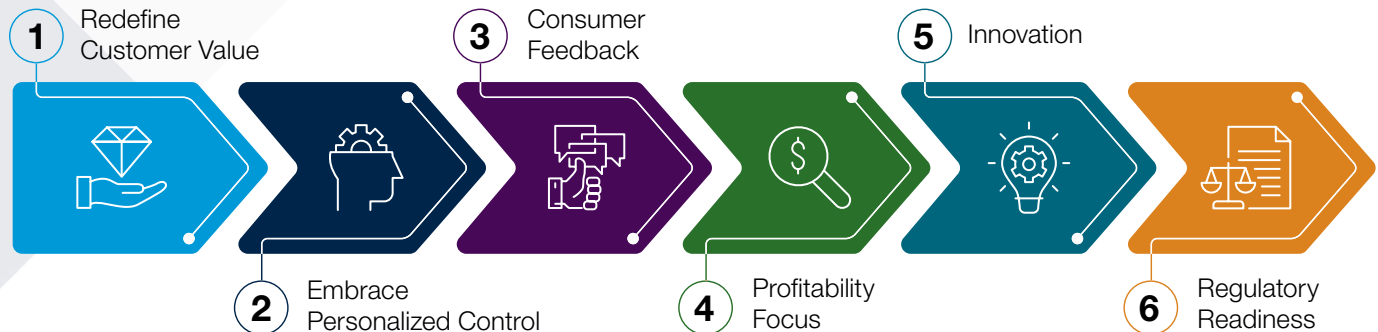 1
Redefine
Customer Value
2
Embrace
Personalized Control
3
Consumer
Feedback
4
Profitability
Focus
5
Innovation
6
Regulatory
Readiness
$